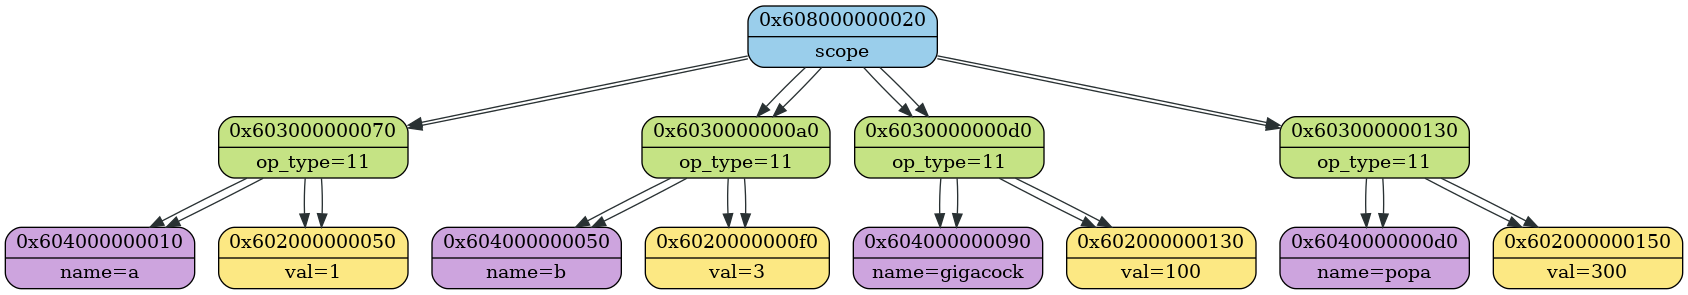 0x608000000020
scope
0x603000000070
op_type=11
0x6030000000a0
op_type=11
0x6030000000d0
op_type=11
0x603000000130
op_type=11
0x604000000010
name=a
0x602000000050
val=1
0x604000000050
name=b
0x6020000000f0
val=3
0x604000000090
name=gigacock
0x602000000130
val=100
0x6040000000d0
name=popa
0x602000000150
val=300